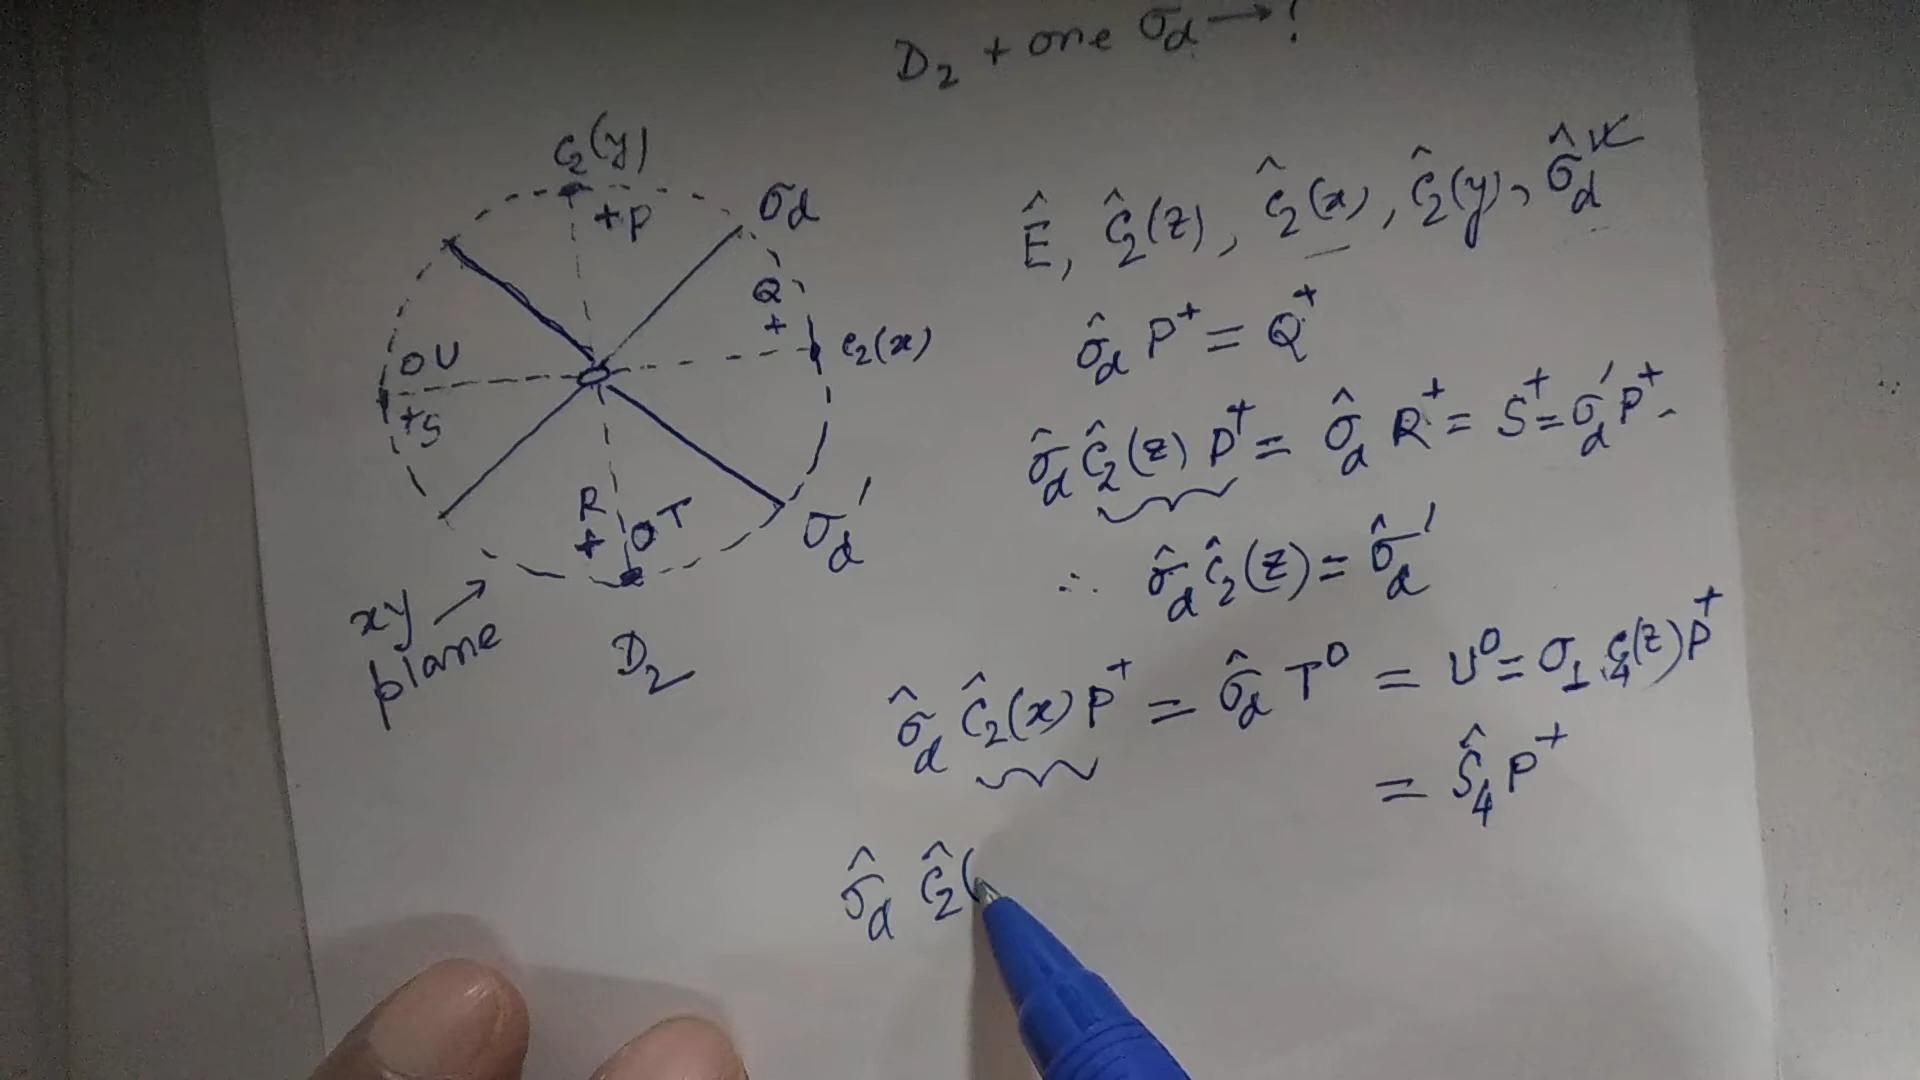 D₂ + one σd → ?
C₂(y)
+P
σd
Q
+
C₂(x)
OU
+S
R
+
OT
σd′
xy plane
D₂
Ê, Ĉ₂(z), Ĉ₂(x), Ĉ₂(y), σ̂d
σ̂d P⁺ = Q⁺
σ̂d Ĉ₂(z) P⁺ = σ̂d R⁺ = S⁺ = σd′ P⁺
∴ σ̂d Ĉ₂(z) = σ̂d′
σ̂d Ĉ₂(x) P⁺ = σ̂d T⁰ = U⁰ = σ⊥ C₄(z) P⁺
= Ŝ₄ P⁺
σ̂d Ĉ₂(